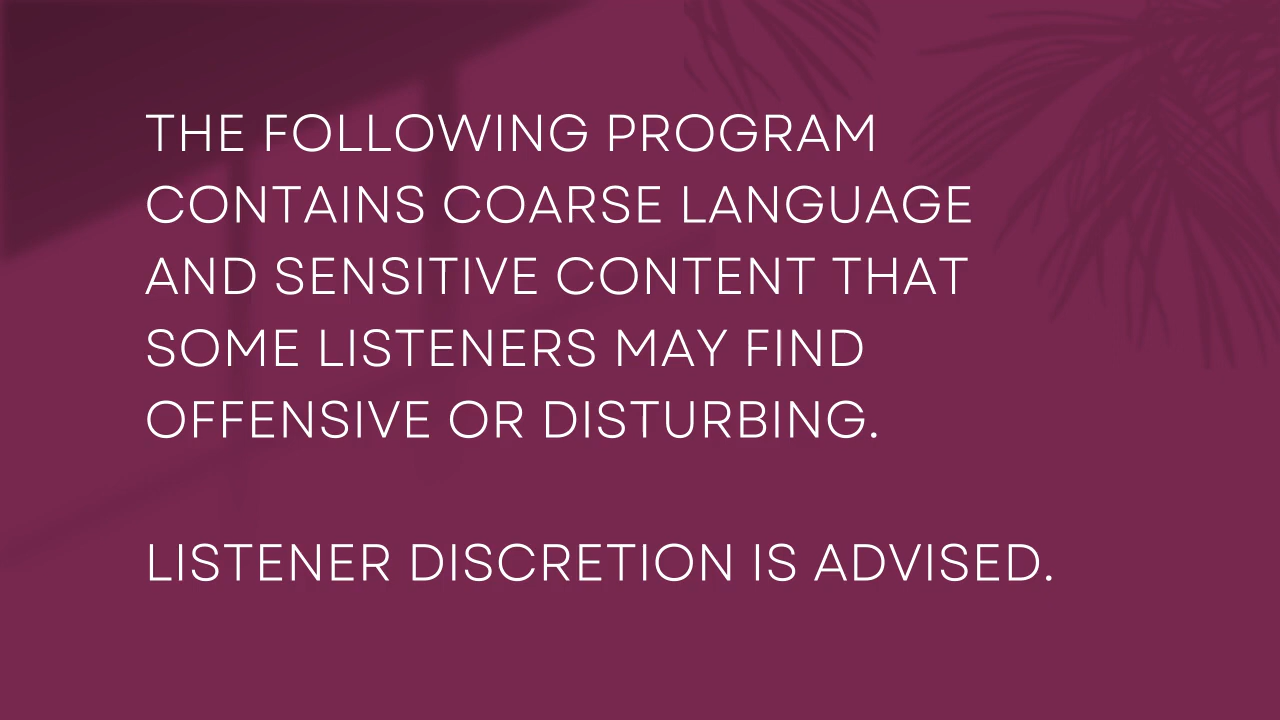 THE FOLLOWING PROGRAM
CONTAINS COARSE LANGUAGE
AND SENSITIVE CONTENT THAT
SOME LISTENERS MAY FIND
OFFENSIVE OR DISTURBING.
LISTENER DISCRETION IS ADVISED.